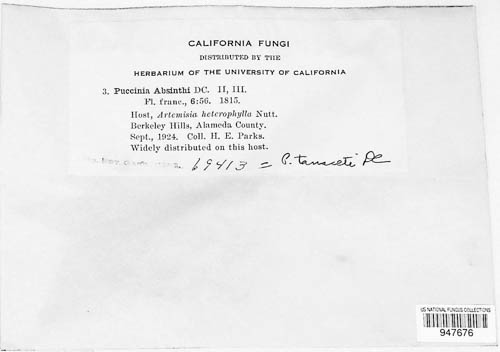 CALIFORNIA FUNGI
DISTRIBUTED BY THE
HERBARIUM OF THE UNIVERSITY OF CALIFORNIA
3. Puccinia Absinthi DC. II, III.
Fl. franc., 6:56. 1815.
Host, Artemisia heterophylla Nutt.
Berkeley Hills, Alameda County.
Sept., 1924. Coll. H. E. Parks.
Widely distributed on this host.
69413 = P. tanaceti DC
US NATIONAL FUNGUS COLLECTIONS
947676